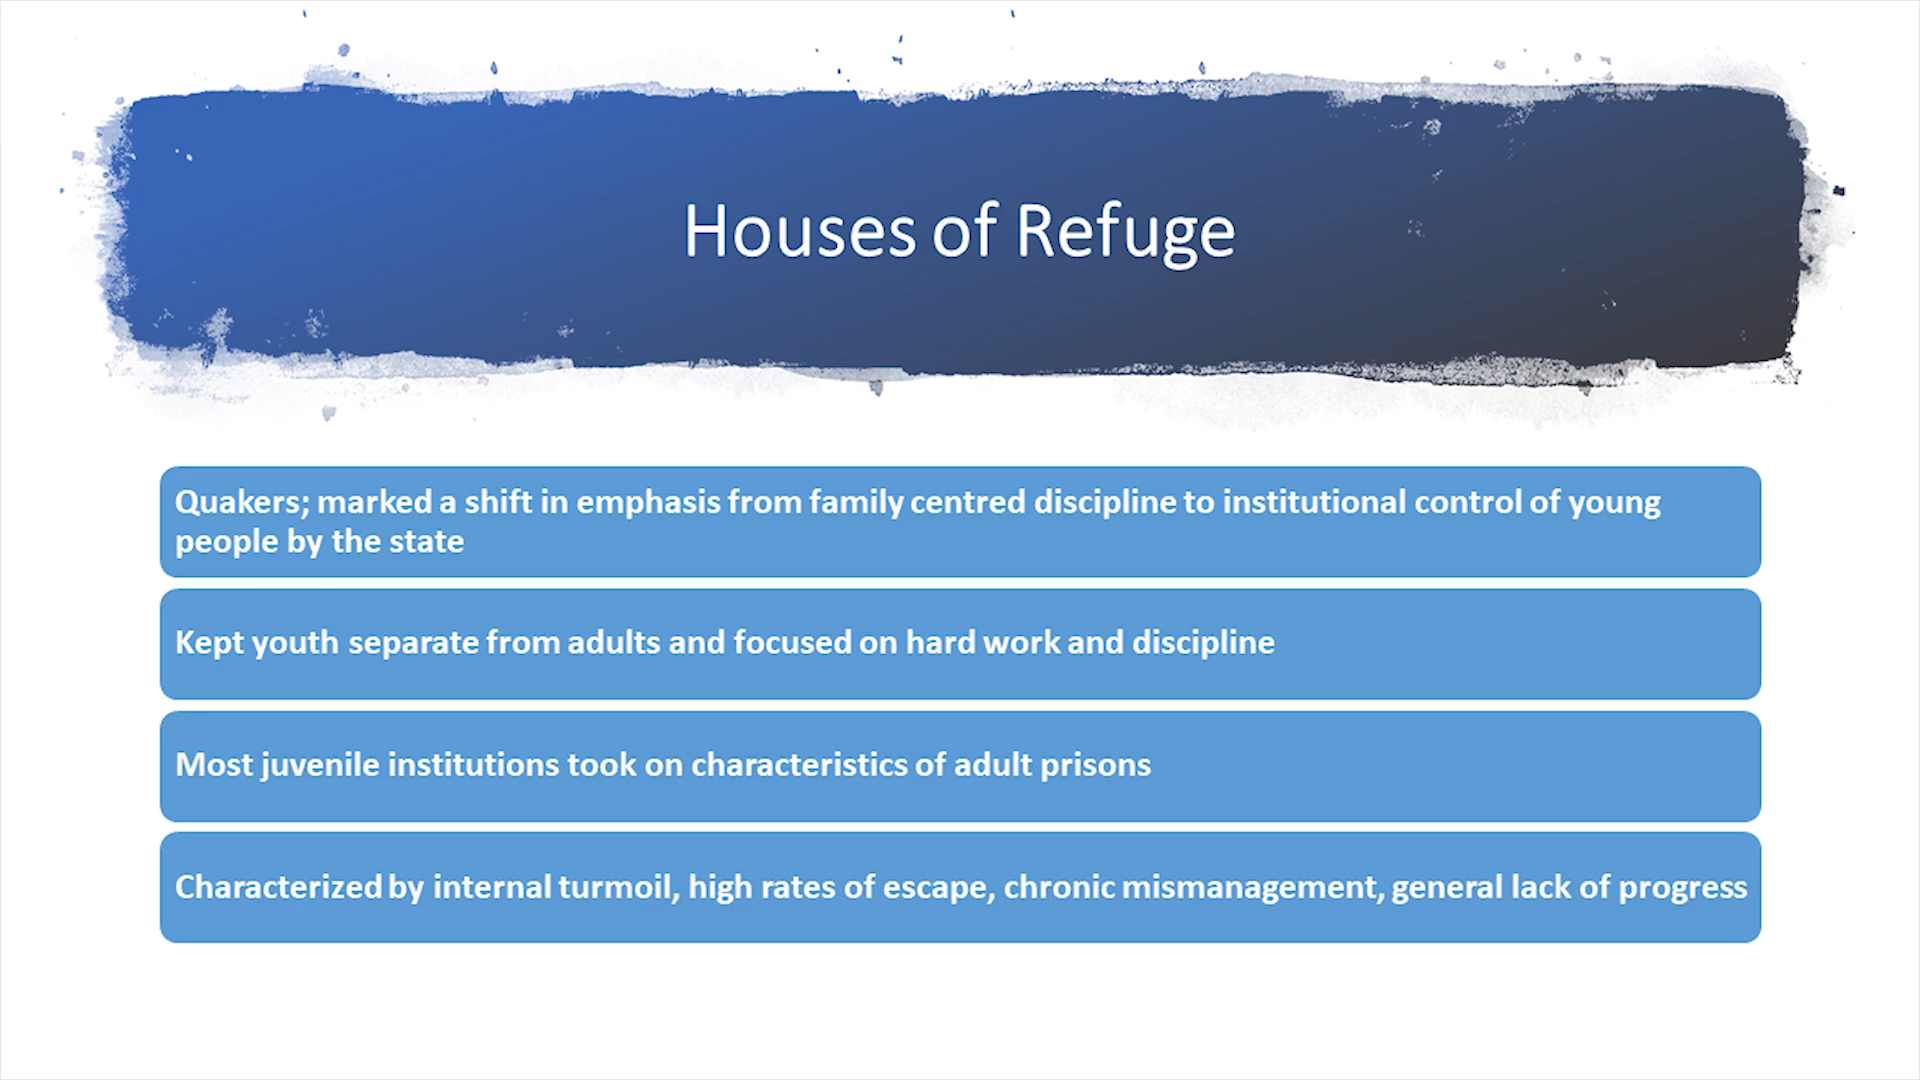 Houses of Refuge
Quakers; marked a shift in emphasis from family centred discipline to institutional control of young
people by the state
Kept youth separate from adults and focused on hard work and discipline
Most juvenile institutions took on characteristics of adult prisons
Characterized by internal turmoil, high rates of escape, chronic mismanagement, general lack of progress